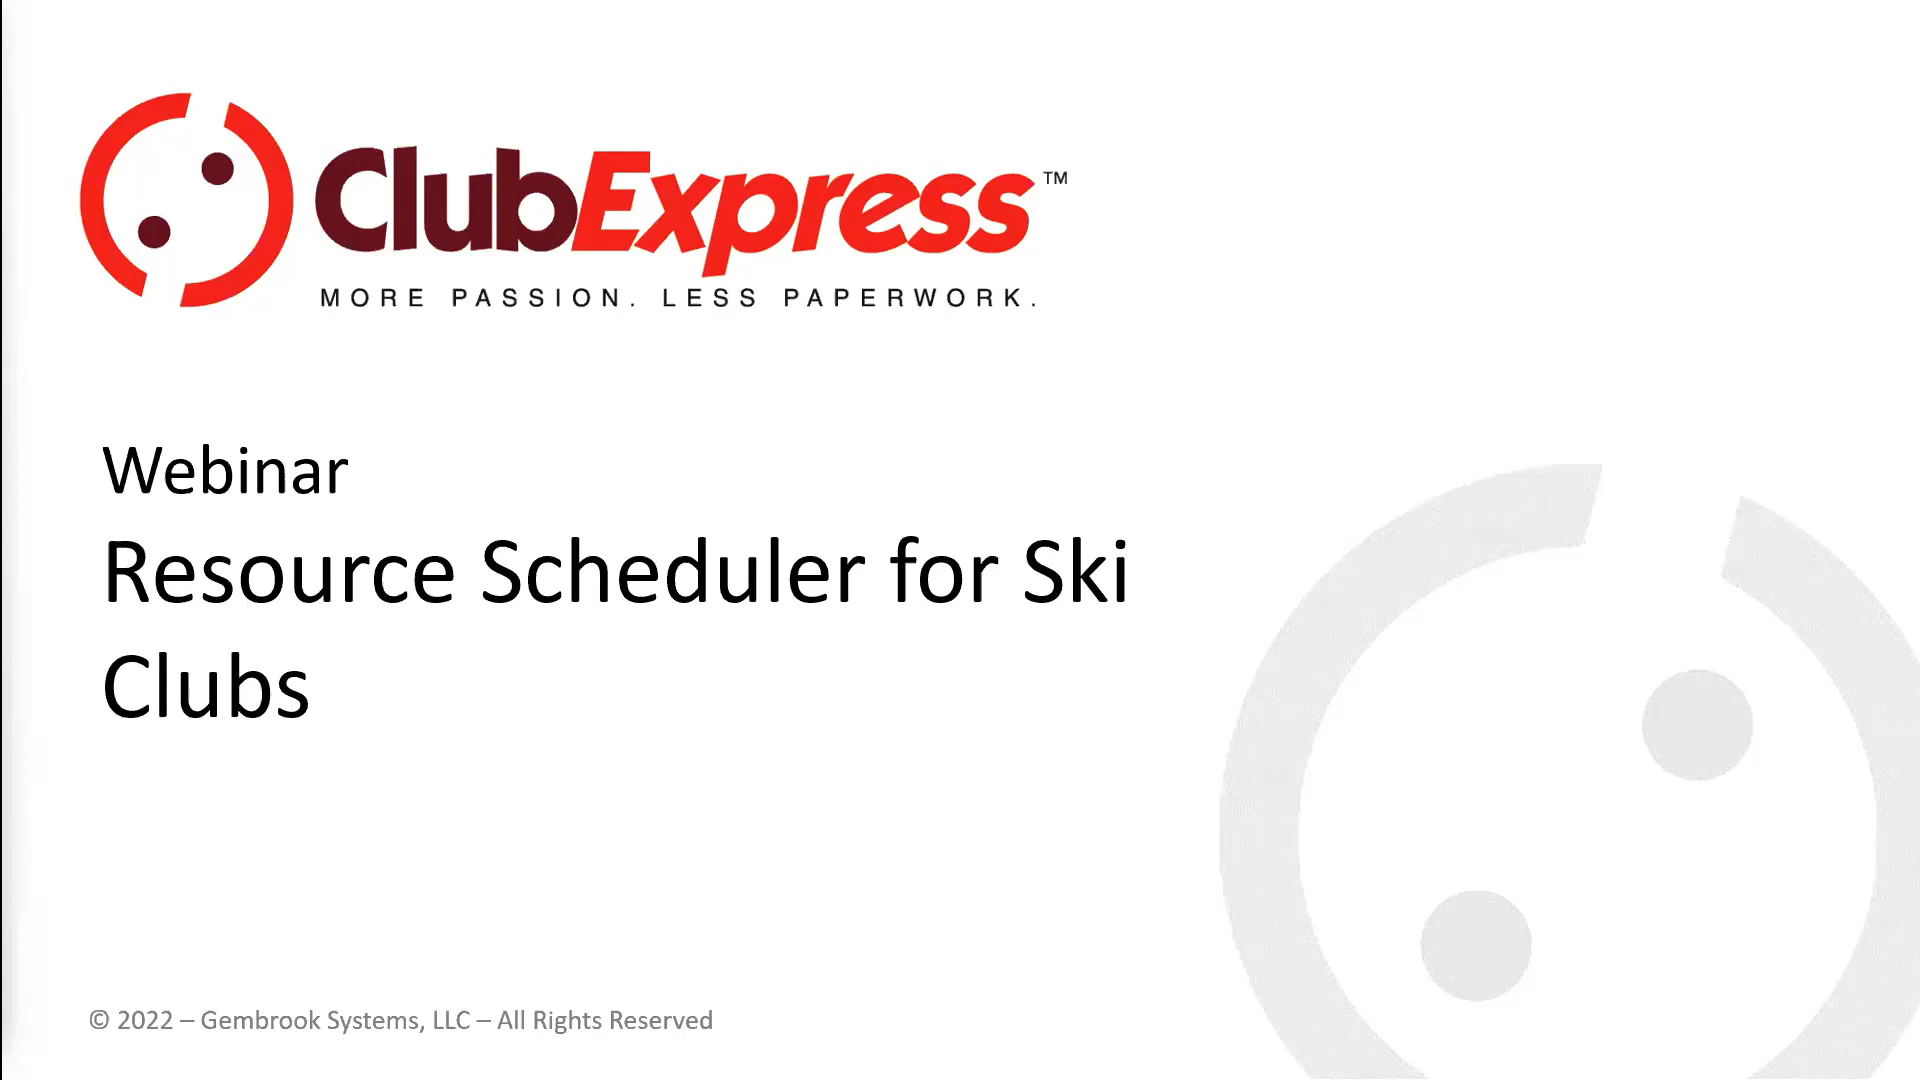 ClubExpress™
MORE PASSION. LESS PAPERWORK.
Webinar
Resource Scheduler for Ski
Clubs
© 2022 – Gembrook Systems, LLC – All Rights Reserved